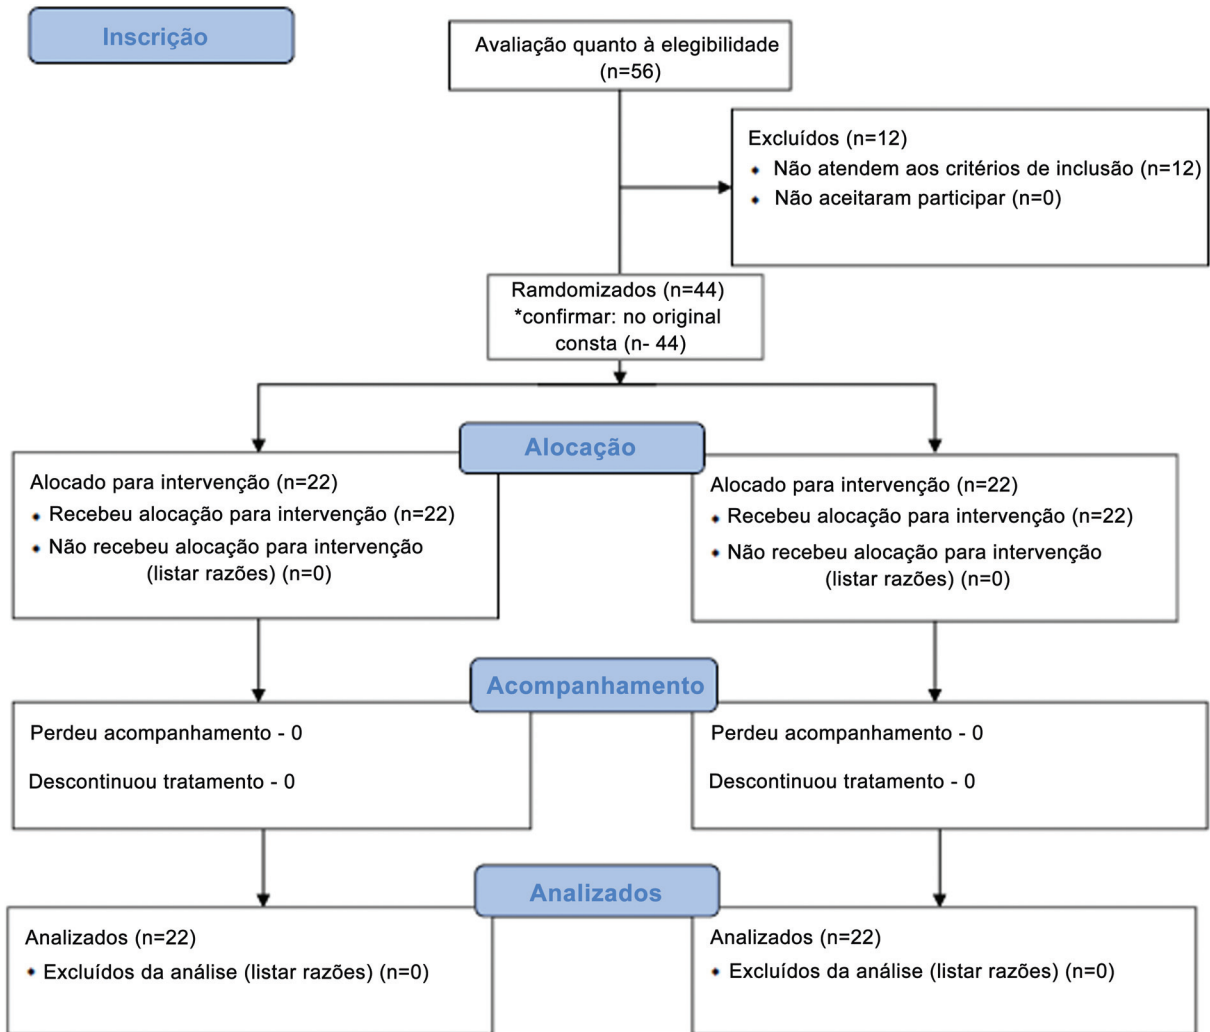 Inscrição
Avaliação quanto à elegibilidade
(n=56)
Excluídos (n=12)
• Não atendem aos critérios de inclusão (n=12)
• Não aceitaram participar (n=0)
Ramdomizados (n=44)
*confirmar: no original
consta (n- 44)
Alocação
Alocado para intervenção (n=22)
• Recebeu alocação para intervenção (n=22)
• Não recebeu alocação para intervenção
(listar razões) (n=0)
Alocado para intervenção (n=22)
• Recebeu alocação para intervenção (n=22)
• Não recebeu alocação para intervenção
(listar razões) (n=0)
Acompanhamento
Perdeu acompanhamento - 0
Descontinuou tratamento - 0
Perdeu acompanhamento - 0
Descontinuou tratamento - 0
Analizados
Analizados (n=22)
• Excluídos da análise (listar razões) (n=0)
Analizados (n=22)
• Excluídos da análise (listar razões) (n=0)